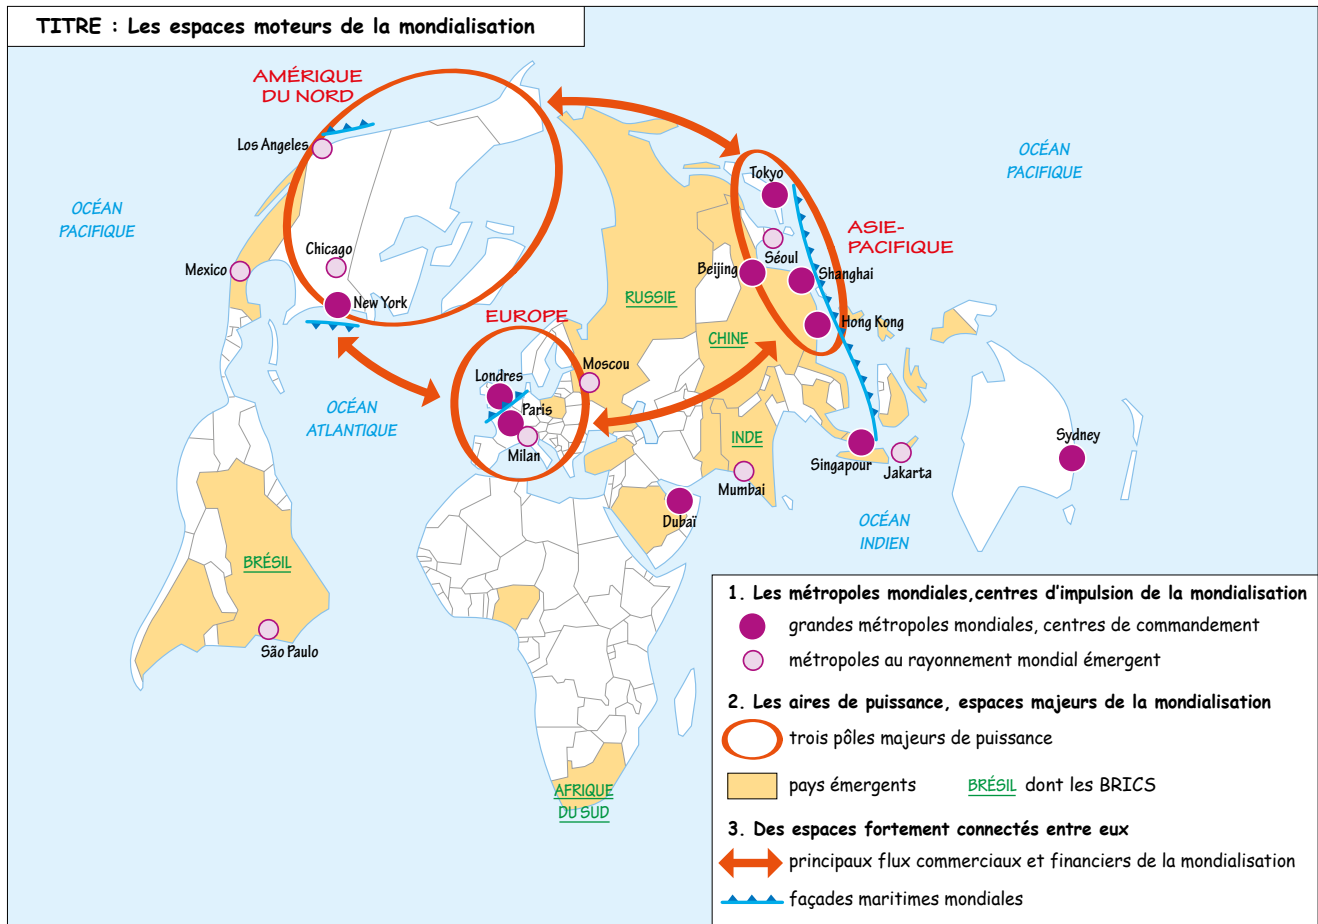 TITRE : Les espaces moteurs de la mondialisation
AMÉRIQUE
DU NORD
Los Angeles
OCÉAN
PACIFIQUE
Mexico
Chicago
New York
EUROPE
Londres
Paris
Milan
Moscou
OCÉAN
ATLANTIQUE
RUSSIE
CHINE
INDE
Mumbai
Dubaï
Tokyo
Séoul
Beijing
Shanghai
Hong Kong
ASIE-
PACIFIQUE
OCÉAN
PACIFIQUE
Singapour
Jakarta
Sydney
OCÉAN
INDIEN
BRÉSIL
São Paulo
AFRIQUE
DU SUD
1. Les métropoles mondiales,centres d'impulsion de la mondialisation
grandes métropoles mondiales, centres de commandement
métropoles au rayonnement mondial émergent
2. Les aires de puissance, espaces majeurs de la mondialisation
trois pôles majeurs de puissance
pays émergents BRÉSIL dont les BRICS
3. Des espaces fortement connectés entre eux
principaux flux commerciaux et financiers de la mondialisation
façades maritimes mondiales